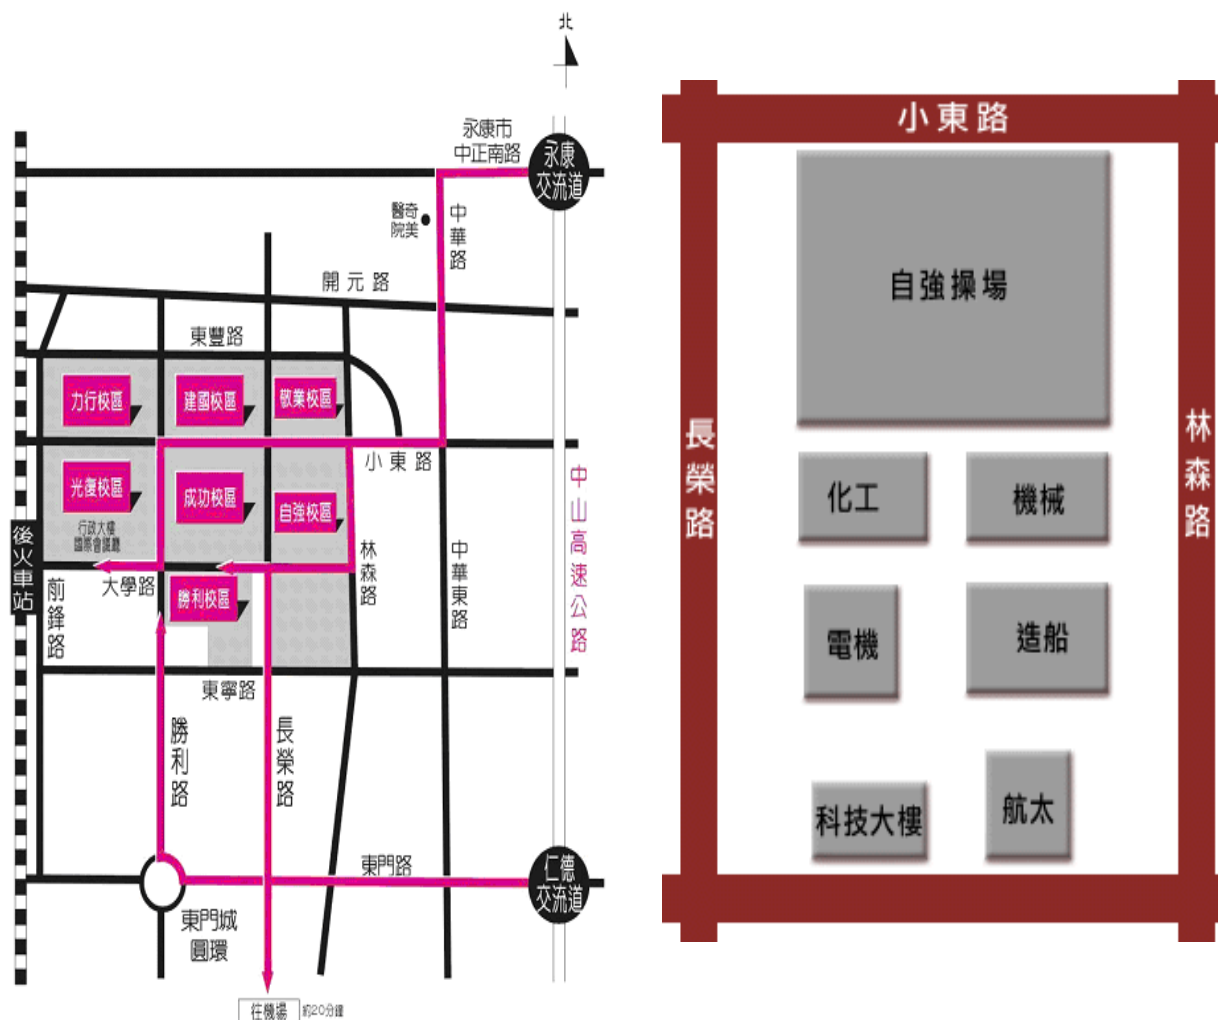 北
永康市
中正南路
永康
交流道
醫奇
院美
中華路
開元路
東豐路
力行校區
建國校區
敬業校區
小東路
光復校區
成功校區
自強校區
行政大樓
國際會議廳
中山高速公路
後火車站
前鋒路
大學路
勝利校區
林森路
中華東路
東寧路
勝利路
長榮路
東門路
仁德
交流道
東門城
圓環
往機場
約20分鐘
小東路
自強操場
長榮路
林森路
化工
機械
電機
造船
科技大樓
航太